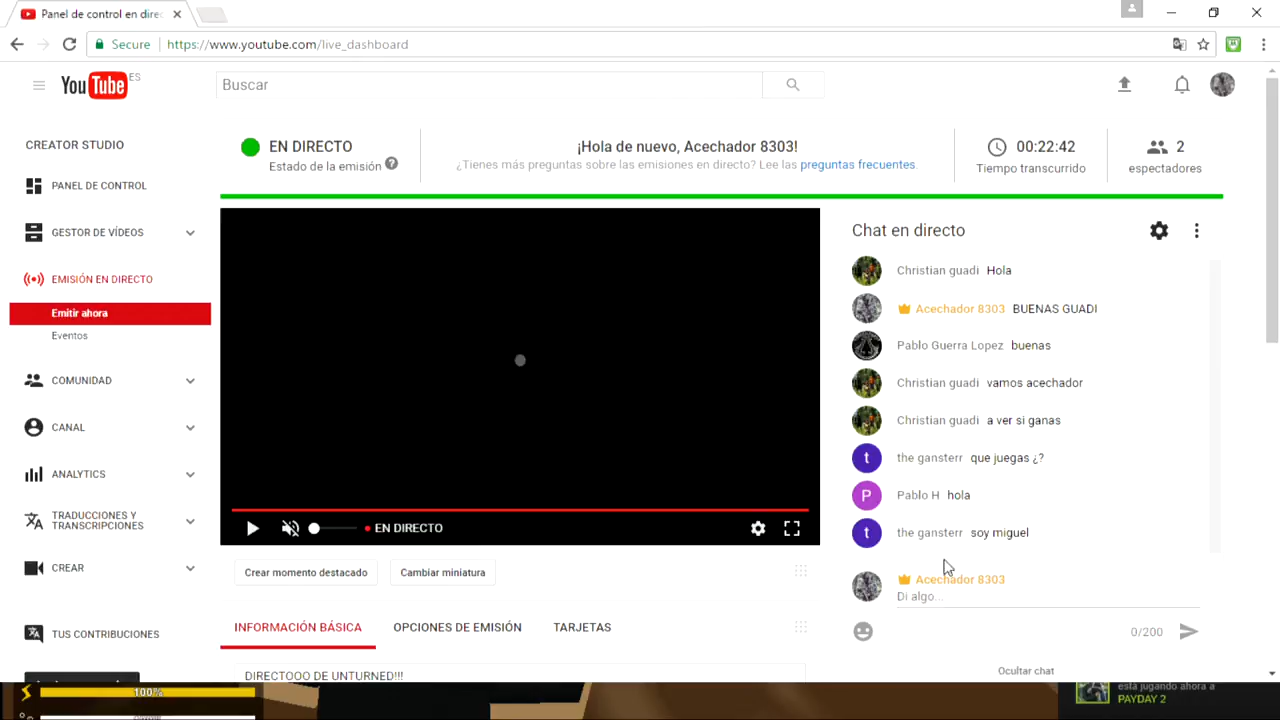 Panel de control en direc
Secure
https://www.youtube.com/live_dashboard
YouTube ES
Buscar
CREATOR STUDIO
PANEL DE CONTROL
GESTOR DE VÍDEOS
EMISIÓN EN DIRECTO
Emitir ahora
Eventos
COMUNIDAD
CANAL
ANALYTICS
TRADUCCIONES Y
TRANSCRIPCIONES
CREAR
TUS CONTRIBUCIONES
EN DIRECTO
Estado de la emisión ?
¡Hola de nuevo, Acechador 8303!
¿Tienes más preguntas sobre las emisiones en directo? Lee las preguntas frecuentes.
00:22:42
Tiempo transcurrido
2
espectadores
EN DIRECTO
Crear momento destacado
Cambiar miniatura
INFORMACIÓN BÁSICA
OPCIONES DE EMISIÓN
TARJETAS
DIRECTOOO DE UNTURNED!!!
Chat en directo
Christian guadi Hola
Acechador 8303 BUENAS GUADI
Pablo Guerra Lopez buenas
Christian guadi vamos acechador
Christian guadi a ver si ganas
t the gansterr que juegas ¿?
P Pablo H hola
t the gansterr soy miguel
Acechador 8303
Di algo...
0/200
Ocultar chat
100%
está jugando ahora a
PAYDAY 2